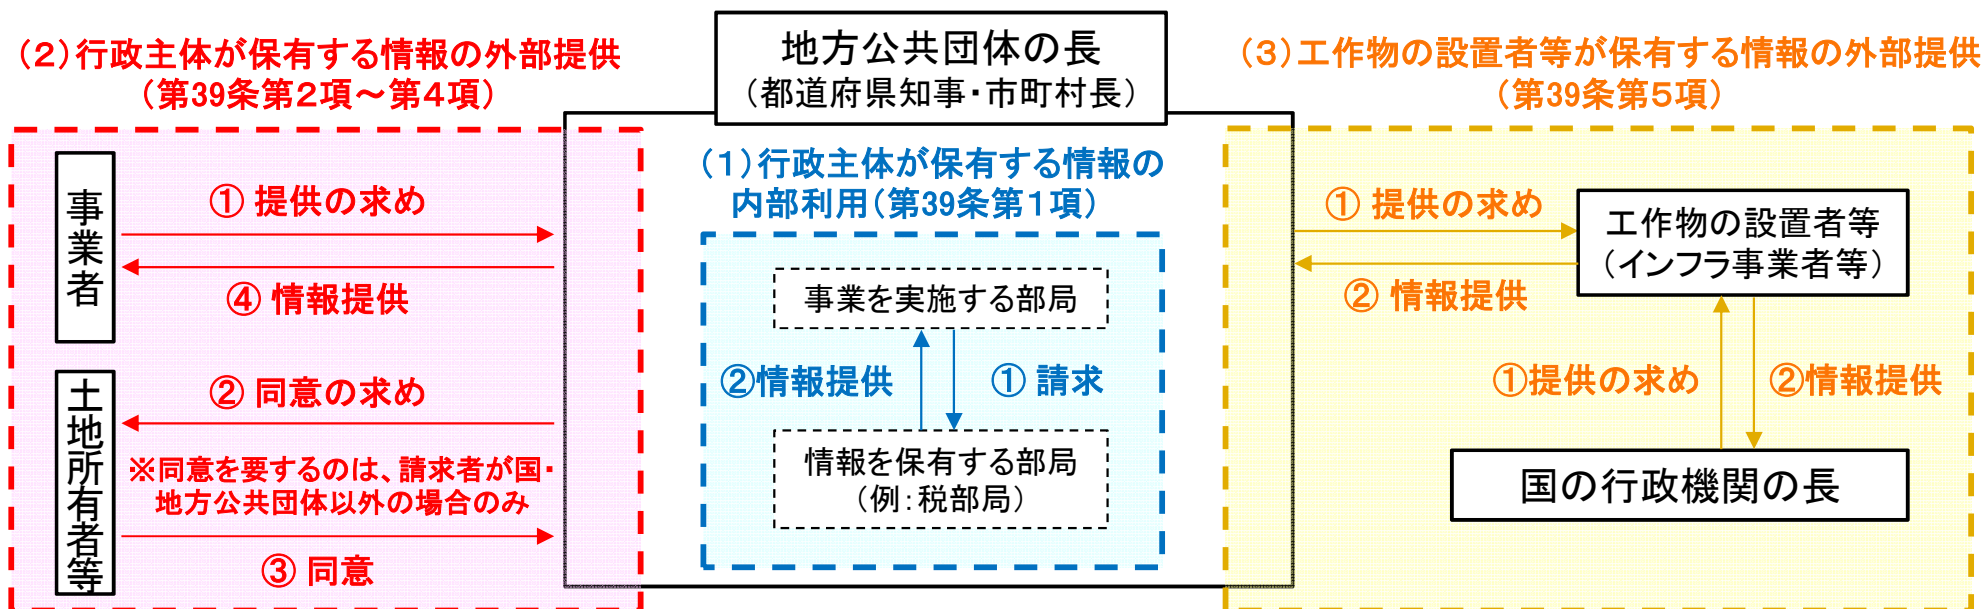 地方公共団体の長
（都道府県知事・市町村長）
（２）行政主体が保有する情報の外部提供
（第39条第２項～第４項）
事業者
① 提供の求め
④ 情報提供
土地所有者等
② 同意の求め
※同意を要するのは、請求者が国・
地方公共団体以外の場合のみ
③ 同意
（１）行政主体が保有する情報の
内部利用（第39条第１項）
事業を実施する部局
②情報提供
① 請求
情報を保有する部局
（例：税部局）
（３）工作物の設置者等が保有する情報の外部提供
（第39条第５項）
① 提供の求め
② 情報提供
工作物の設置者等
（インフラ事業者等）
①提供の求め
②情報提供
国の行政機関の長